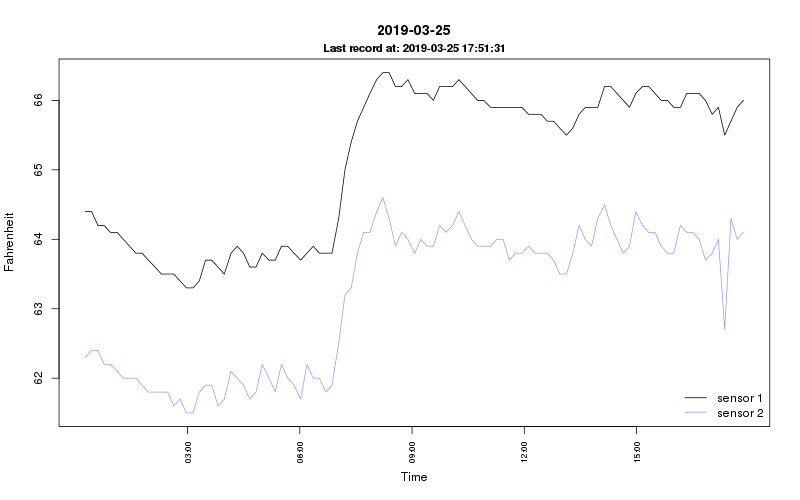 2019-03-25
Last record at: 2019-03-25 17:51:31
Fahrenheit
66
65
64
63
62
sensor 1
sensor 2
03:00
06:00
09:00
12:00
15:00
Time